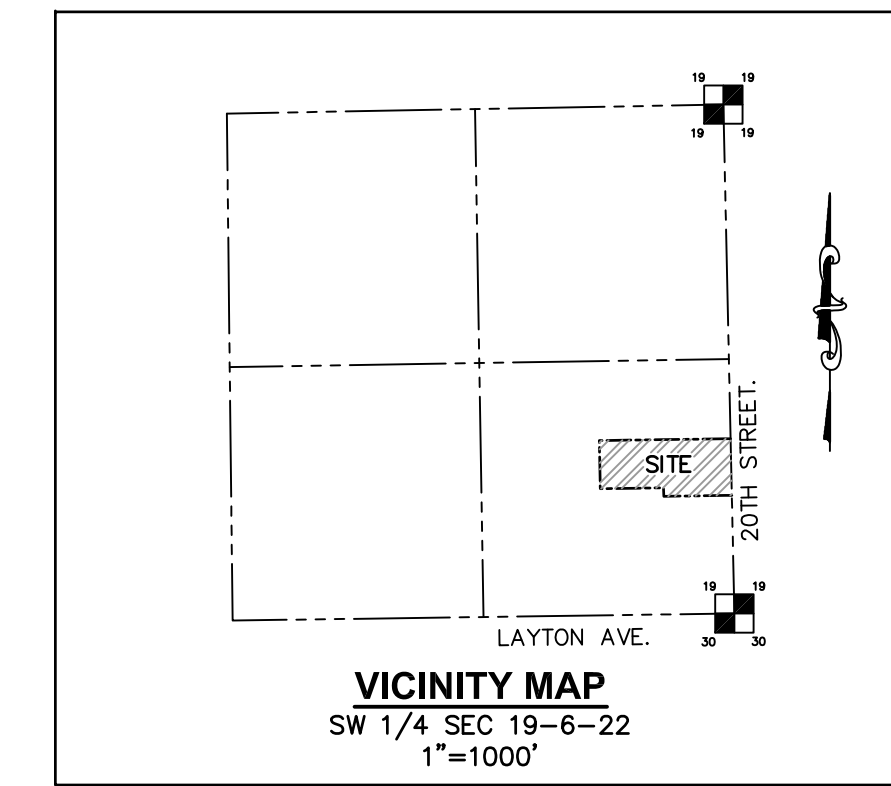 19 19
19 19
20TH STREET.
SITE
19 19
30 30
LAYTON AVE.
VICINITY MAP
SW 1/4 SEC 19-6-22
1"=1000'